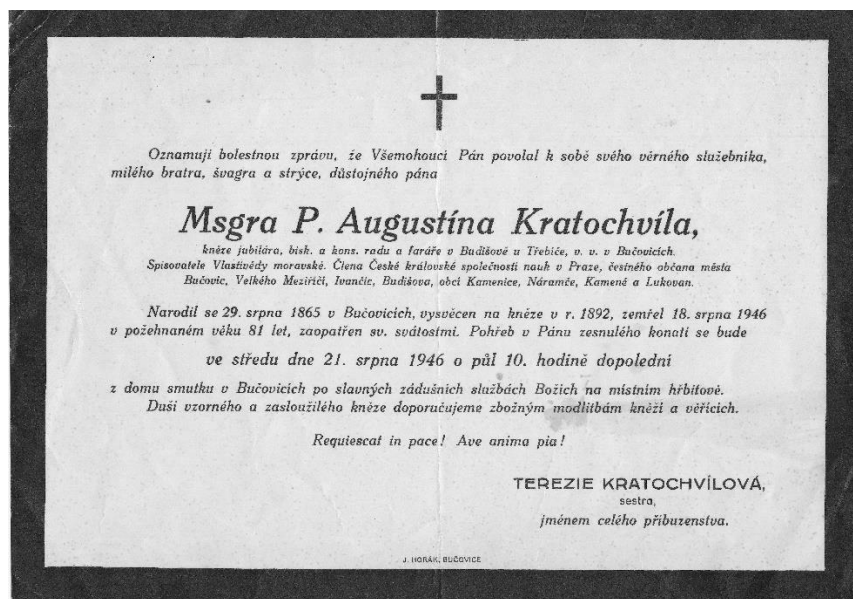 Oznamuji bolestnou zprávu, že Všemohoucí Pán povolal k sobě svého věrného služebníka,
milého bratra, švagra a strýce, důstojného pána
Msgra P. Augustína Kratochvíla,
kněze jubilára, bisk. a kons. radu a faráře v Budišově u Třebíče, v. v. v Bučovicích.
Spisovatele Vlastivědy moravské. Člena České královské společnosti nauk v Praze, čestného občana města
Bučovic, Velkého Meziříčí, Ivančic, Budišova, obcí Kamenice, Náramče, Kamené a Lukovan.
Narodil se 29. srpna 1865 v Bučovicích, vysvěcen na kněze v r. 1892, zemřel 18. srpna 1946
v požehnaném věku 81 let, zaopatřen sv. svátostmi. Pohřeb v Pánu zesnulého konati se bude
ve středu dne 21. srpna 1946 o půl 10. hodině dopolední
z domu smutku v Bučovicích po slavných zádušních službách Božích na místním hřbitově.
Duši vzorného a zasloužilého kněze doporučujeme zbožným modlitbám kněží a věřících.
Requiescat in pace! Ave anima pia!
TEREZIE KRATOCHVÍLOVÁ,
sestra,
jménem celého příbuzenstva.
J. HORÁK, BUČOVICE